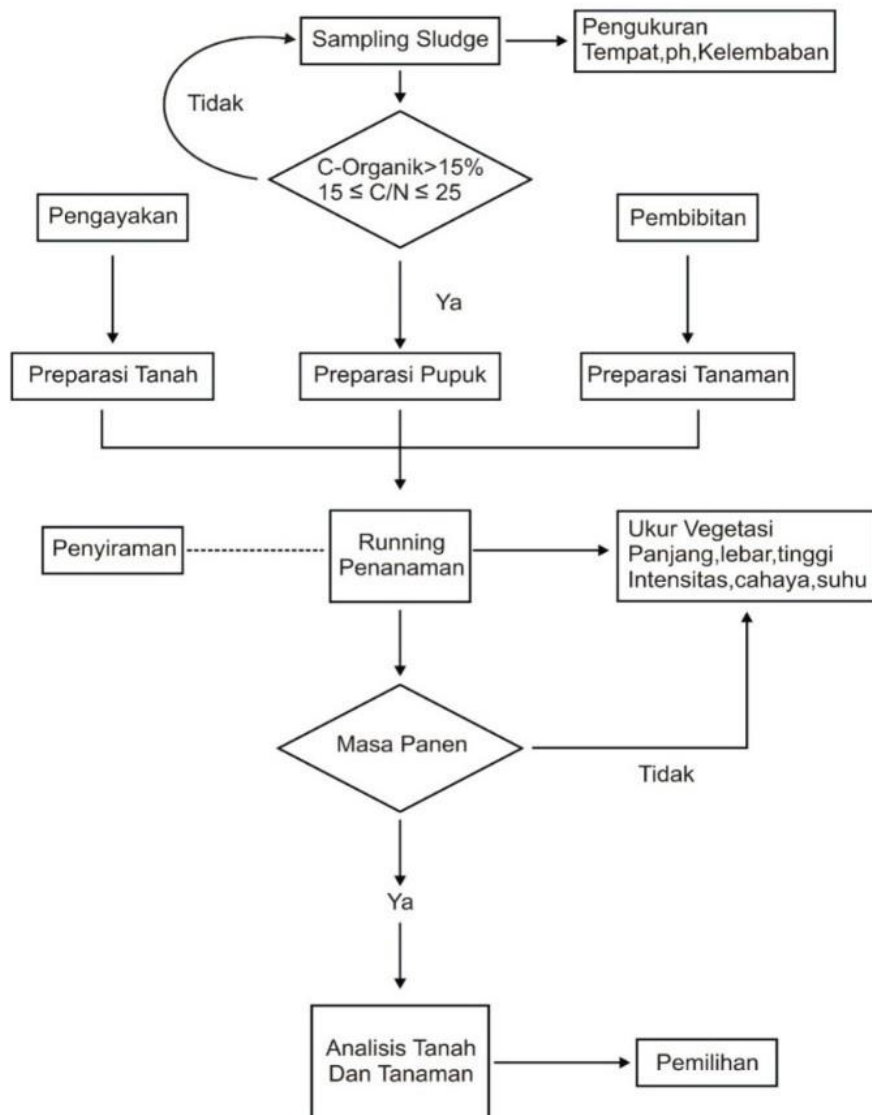 Sampling Sludge
Pengukuran
Tempat,ph,Kelembaban
Tidak
C-Organik>15%
15 ≤ C/N ≤ 25
Pengayakan
Pembibitan
Ya
Preparasi Tanah
Preparasi Pupuk
Preparasi Tanaman
Penyiraman
Running
Penanaman
Ukur Vegetasi
Panjang,lebar,tinggi
Intensitas,cahaya,suhu
Masa Panen
Tidak
Ya
Analisis Tanah
Dan Tanaman
Pemilihan